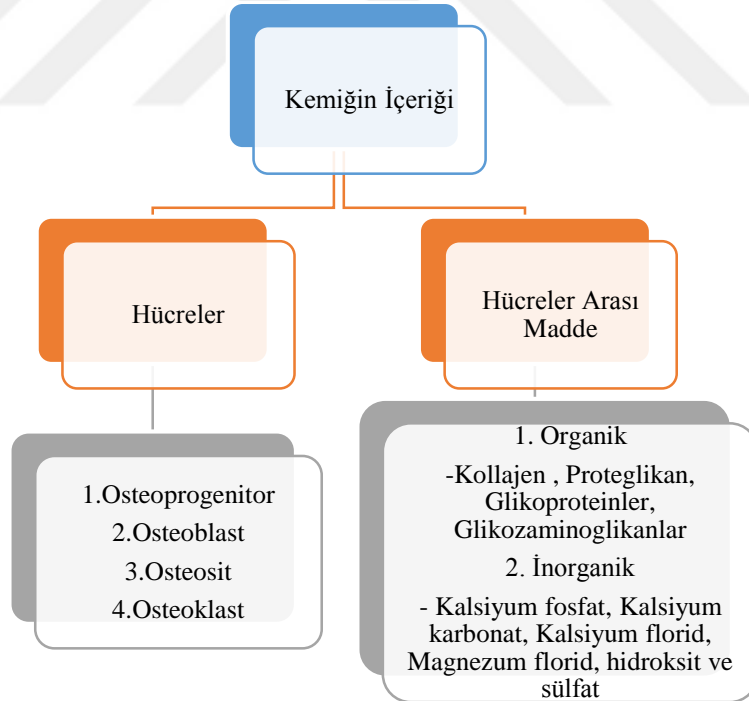 Kemiğin İçeriği
Hücreler
Hücreler Arası
Madde
1.Osteoprogenitor
2.Osteoblast
3.Osteosit
4.Osteoklast
1. Organik
-Kollajen , Proteglikan,
Glikoproteinler,
Glikozaminoglikanlar
2. İnorganik
- Kalsiyum fosfat, Kalsiyum
karbonat, Kalsiyum florid,
Magnezum florid, hidroksit ve
sülfat